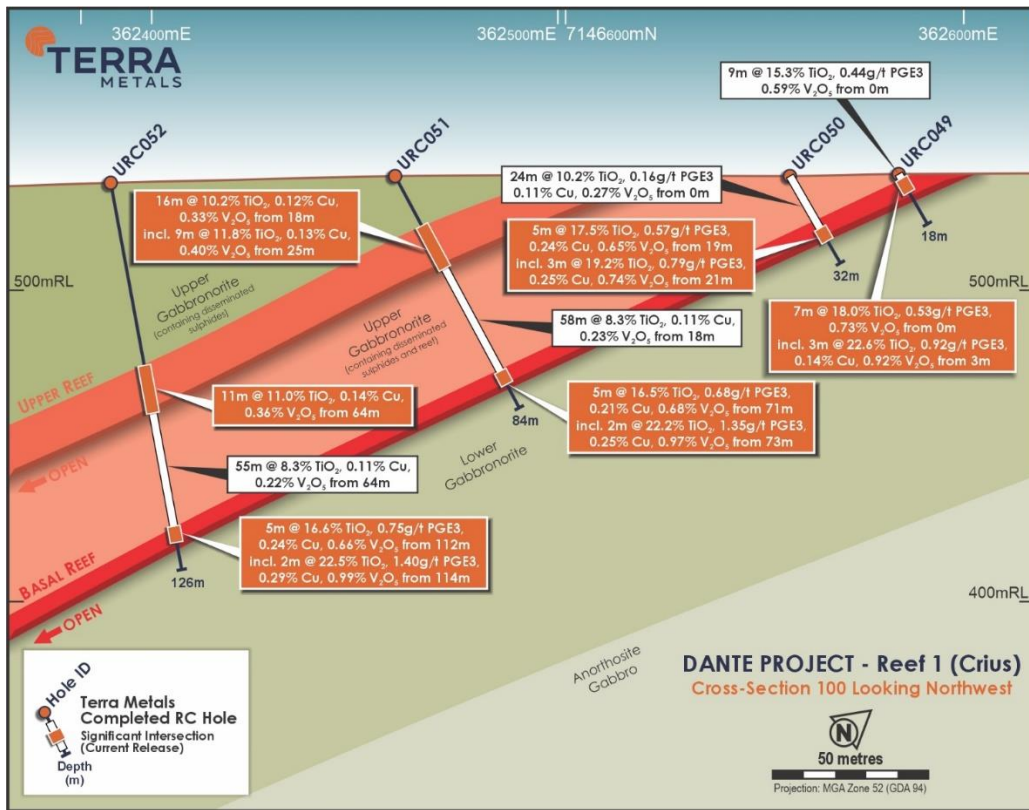 362400mE
362500mE
7146600mN
362600mE
TERRA
METALS
9m @ 15.3% TiO₂, 0.44g/t PGE3
0.59% V₂O₅ from 0m
URC052
URC051
URC050
URC049
24m @ 10.2% TiO₂, 0.16g/t PGE3
0.11% Cu, 0.27% V₂O₅ from 0m
16m @ 10.2% TiO₂, 0.12% Cu,
0.33% V₂O₅ from 18m
incl. 9m @ 11.8% TiO₂, 0.13% Cu,
0.40% V₂O₅ from 25m
5m @ 17.5% TiO₂, 0.57g/t PGE3,
0.24% Cu, 0.65% V₂O₅ from 19m
incl. 3m @ 19.2% TiO₂, 0.79g/t PGE3,
0.25% Cu, 0.74% V₂O₅ from 21m
18m
32m
500mRL
500mRL
Upper
Gabbronorite
(containing disseminated
sulphides)
Upper
Gabbronorite
(containing disseminated
sulphides and reef)
58m @ 8.3% TiO₂, 0.11% Cu,
0.23% V₂O₅ from 18m
7m @ 18.0% TiO₂, 0.53g/t PGE3,
0.73% V₂O₅ from 0m
incl. 3m @ 22.6% TiO₂, 0.92g/t PGE3,
0.14% Cu, 0.92% V₂O₅ from 3m
UPPER REEF
11m @ 11.0% TiO₂, 0.14% Cu,
0.36% V₂O₅ from 64m
5m @ 16.5% TiO₂, 0.68g/t PGE3,
0.21% Cu, 0.68% V₂O₅ from 71m
incl. 2m @ 22.2% TiO₂, 1.35g/t PGE3,
0.25% Cu, 0.97% V₂O₅ from 73m
84m
OPEN
Lower
Gabbronorite
55m @ 8.3% TiO₂, 0.11% Cu,
0.22% V₂O₅ from 64m
5m @ 16.6% TiO₂, 0.75g/t PGE3,
0.24% Cu, 0.66% V₂O₅ from 112m
incl. 2m @ 22.5% TiO₂, 1.40g/t PGE3,
0.29% Cu, 0.99% V₂O₅ from 114m
126m
BASAL REEF
OPEN
400mRL
Anorthosite
Gabbro
DANTE PROJECT - Reef 1 (Crius)
Cross-Section 100 Looking Northwest
Hole ID
Terra Metals
Completed RC Hole
Significant Intersection
(Current Release)
Depth
(m)
N
50 metres
Projection: MGA Zone 52 (GDA 94)